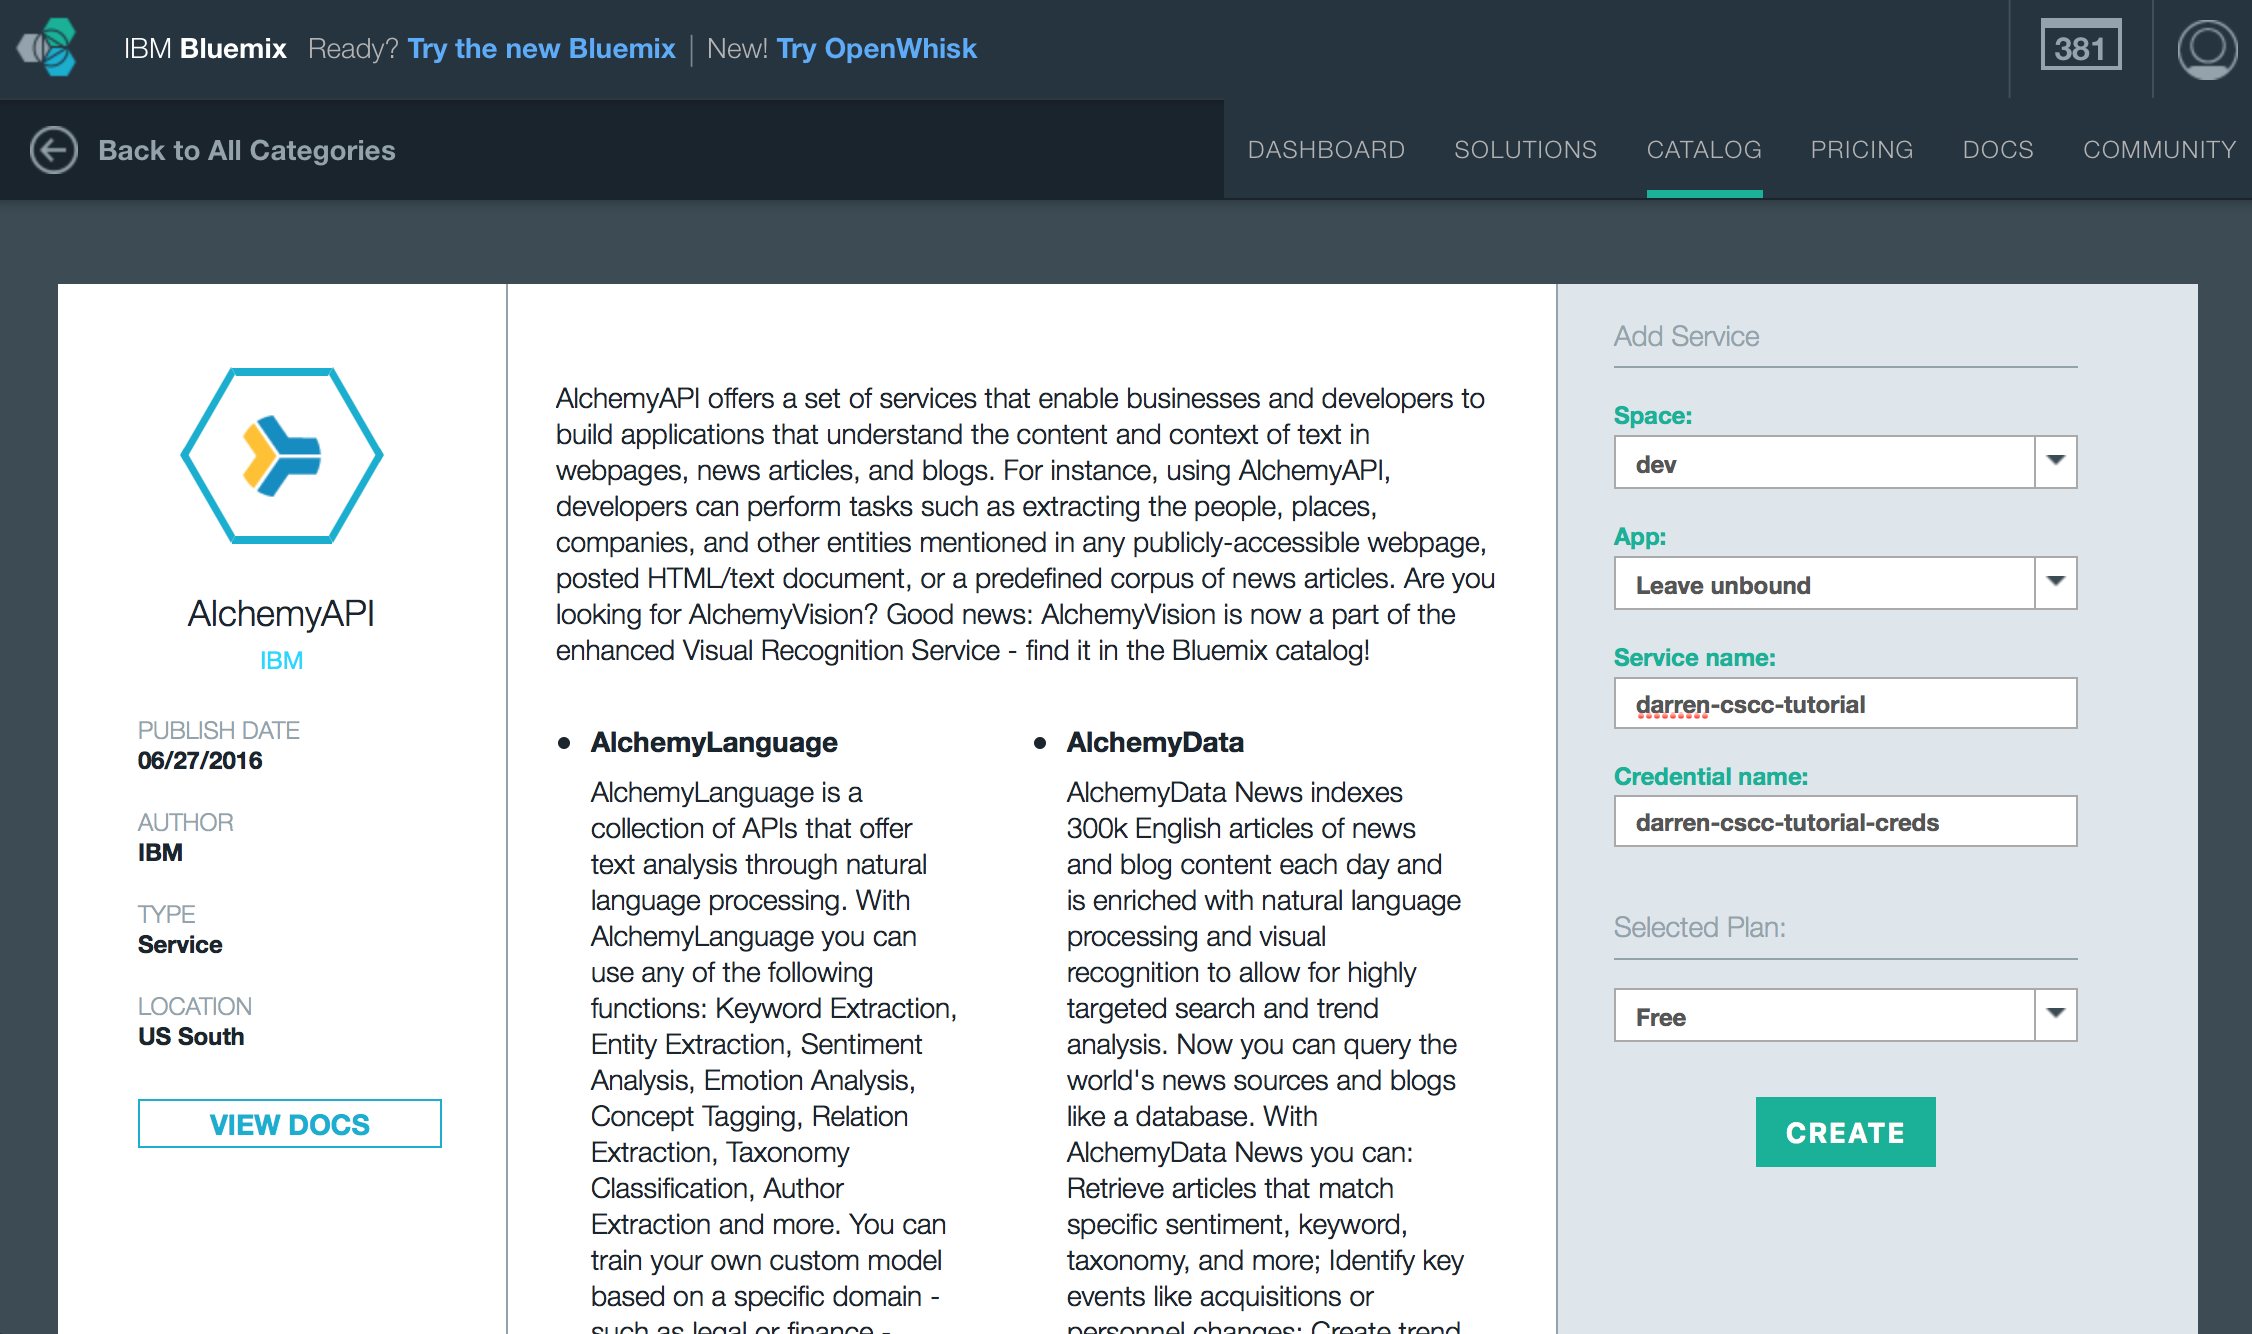 IBM Bluemix Ready? Try the new Bluemix | New! Try OpenWhisk
381
Back to All Categories
DASHBOARD SOLUTIONS CATALOG PRICING DOCS COMMUNITY
AlchemyAPI
IBM
PUBLISH DATE
06/27/2016
AUTHOR
IBM
TYPE
Service
LOCATION
US South
VIEW DOCS
AlchemyAPI offers a set of services that enable businesses and developers to
build applications that understand the content and context of text in
webpages, news articles, and blogs. For instance, using AlchemyAPI,
developers can perform tasks such as extracting the people, places,
companies, and other entities mentioned in any publicly-accessible webpage,
posted HTML/text document, or a predefined corpus of news articles. Are you
looking for AlchemyVision? Good news: AlchemyVision is now a part of the
enhanced Visual Recognition Service - find it in the Bluemix catalog!
• AlchemyLanguage
AlchemyLanguage is a
collection of APIs that offer
text analysis through natural
language processing. With
AlchemyLanguage you can
use any of the following
functions: Keyword Extraction,
Entity Extraction, Sentiment
Analysis, Emotion Analysis,
Concept Tagging, Relation
Extraction, Taxonomy
Classification, Author
Extraction and more. You can
train your own custom model
based on a specific domain -
such as legal or finance -
• AlchemyData
AlchemyData News indexes
300k English articles of news
and blog content each day and
is enriched with natural language
processing and visual
recognition to allow for highly
targeted search and trend
analysis. Now you can query the
world's news sources and blogs
like a database. With
AlchemyData News you can:
Retrieve articles that match
specific sentiment, keyword,
taxonomy, and more; Identify key
events like acquisitions or
personnel changes; Create trend
Add Service
Space:
dev
App:
Leave unbound
Service name:
darren-cscc-tutorial
Credential name:
darren-cscc-tutorial-creds
Selected Plan:
Free
CREATE